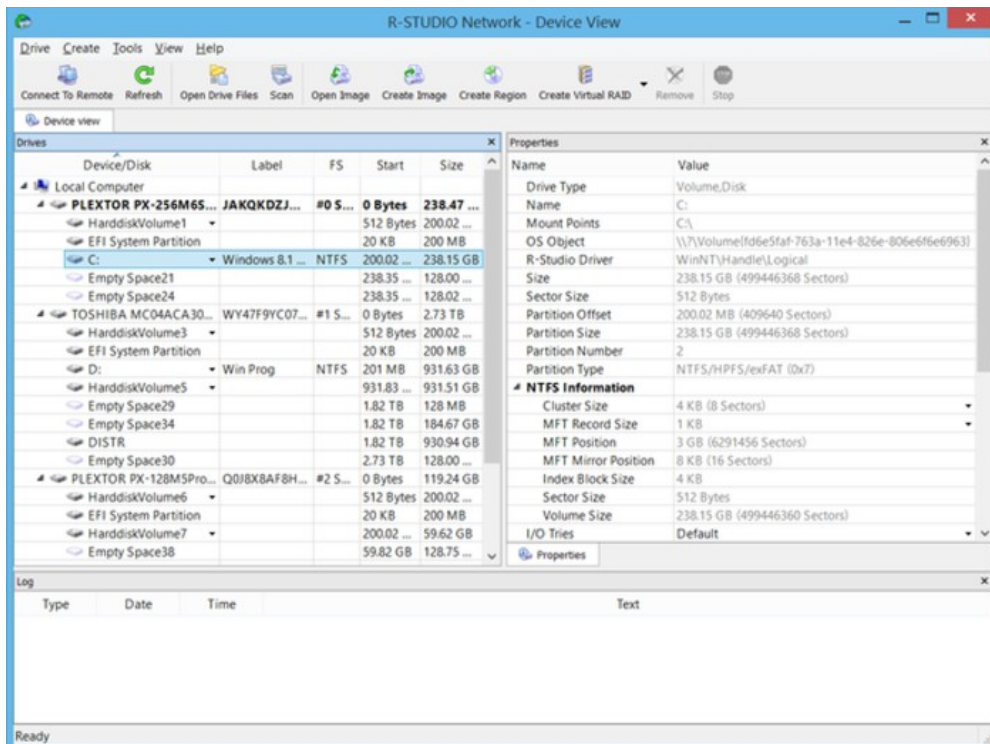 R-STUDIO Network - Device View
Drive Create Tools View Help
Connect To Remote Refresh Open Drive Files Scan Open Image Create Image Create Region Create Virtual RAID Remove Stop
Device view
Drives
Device/Disk Label FS Start Size
Local Computer
PLEXTOR PX-256M6S... JAKQKDZJ... #0 S... 0 Bytes 238.47 ...
HarddiskVolume1 512 Bytes 200.02 ...
EFI System Partition 20 KB 200 MB
C: Windows 8.1 ... NTFS 200.02 ... 238.15 GB
Empty Space21 238.35 ... 128.00 ...
Empty Space24 238.35 ... 128.02 ...
TOSHIBA MC04ACA30... WY47F9YC07... #1 S... 0 Bytes 2.73 TB
HarddiskVolume3 512 Bytes 200.02 ...
EFI System Partition 20 KB 200 MB
D: Win Prog NTFS 201 MB 931.63 GB
HarddiskVolume5 931.83 ... 931.51 GB
Empty Space29 1.82 TB 128 MB
Empty Space34 1.82 TB 184.67 GB
DISTR 1.82 TB 930.94 GB
Empty Space30 2.73 TB 128.00 ...
PLEXTOR PX-128M5Pro... Q0J8X8AF8H... #2 S... 0 Bytes 119.24 GB
HarddiskVolume6 512 Bytes 200.02 ...
EFI System Partition 20 KB 200 MB
HarddiskVolume7 200.02 ... 59.62 GB
Empty Space38 59.82 GB 128.75 ...
Properties
Name Value
Drive Type Volume,Disk
Name C:
Mount Points C:\
OS Object \\?\Volume{fd6e5faf-763a-11e4-826e-806e6f6e6963}
R-Studio Driver WinNT\Handle\Logical
Size 238.15 GB (499446368 Sectors)
Sector Size 512 Bytes
Partition Offset 200.02 MB (409640 Sectors)
Partition Size 238.15 GB (499446368 Sectors)
Partition Number 2
Partition Type NTFS/HPFS/exFAT (0x7)
NTFS Information
Cluster Size 4 KB (8 Sectors)
MFT Record Size 1 KB
MFT Position 3 GB (6291456 Sectors)
MFT Mirror Position 8 KB (16 Sectors)
Index Block Size 4 KB
Sector Size 512 Bytes
Volume Size 238.15 GB (499446360 Sectors)
I/O Tries Default
Properties
Log
Type Date Time Text
Ready